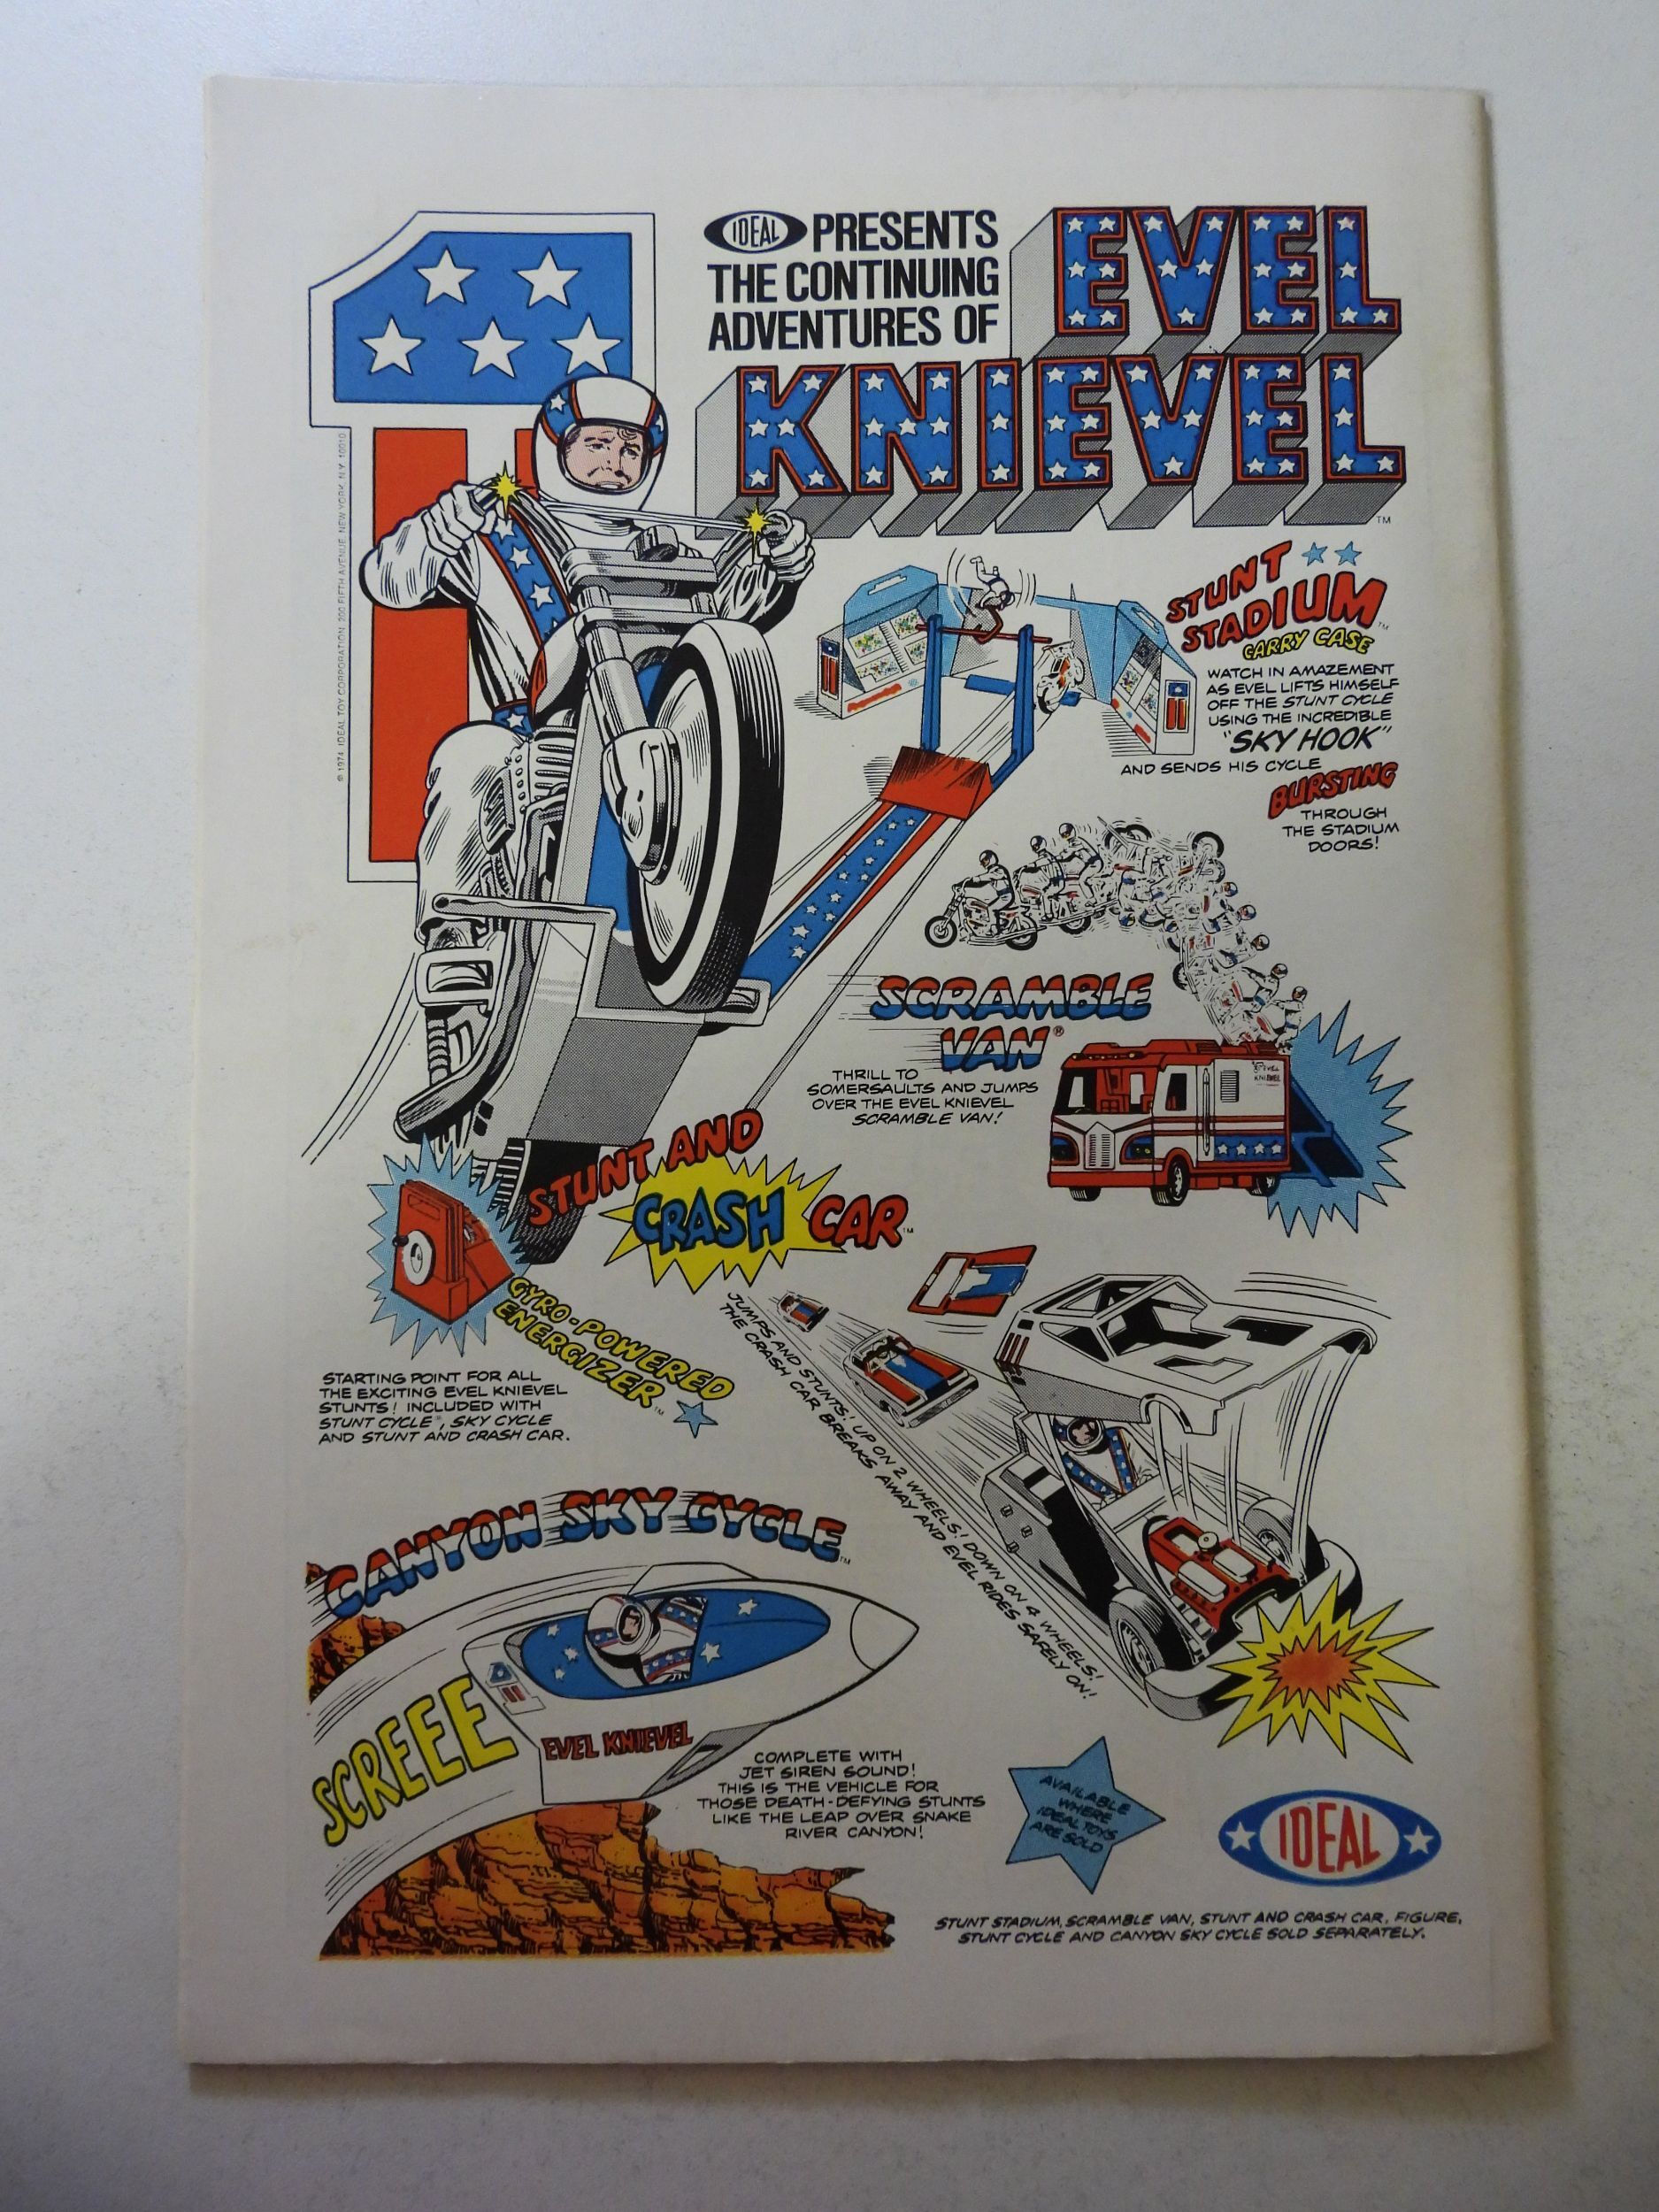 IDEAL PRESENTS
THE CONTINUING
ADVENTURES OF
EVEL
KNIEVEL™
© 1974 IDEAL TOY CORPORATION, 200 FIFTH AVENUE, NEW YORK, N.Y. 10010
STUNT
STADIUM™
CARRY CASE
WATCH IN AMAZEMENT
AS EVEL LIFTS HIMSELF
OFF THE STUNT CYCLE
USING THE INCREDIBLE
"SKY HOOK"
AND SENDS HIS CYCLE
BURSTING
THROUGH
THE STADIUM
DOORS!
SCRAMBLE
VAN®
THRILL TO
SOMERSAULTS AND JUMPS
OVER THE EVEL KNIEVEL
SCRAMBLE VAN!
EVEL
KNIEVEL
STUNT AND
CRASH CAR™
JUMPS AND STUNTS! UP ON 2 WHEELS! DOWN ON 4 WHEELS!
THE CRASH CAR BREAKS AWAY AND EVEL RIDES SAFELY ON!
GYRO-POWERED
ENERGIZER™
STARTING POINT FOR ALL
THE EXCITING EVEL KNIEVEL
STUNTS! INCLUDED WITH
STUNT CYCLE®, SKY CYCLE
AND STUNT AND CRASH CAR.
CANYON SKY CYCLE™
SCREEE
EVEL KNIEVEL
COMPLETE WITH
JET SIREN SOUND!
THIS IS THE VEHICLE FOR
THOSE DEATH-DEFYING STUNTS
LIKE THE LEAP OVER SNAKE
RIVER CANYON!
AVAILABLE
WHERE
IDEAL TOYS
ARE SOLD
IDEAL
STUNT STADIUM, SCRAMBLE VAN, STUNT AND CRASH CAR, FIGURE,
STUNT CYCLE AND CANYON SKY CYCLE SOLD SEPARATELY.